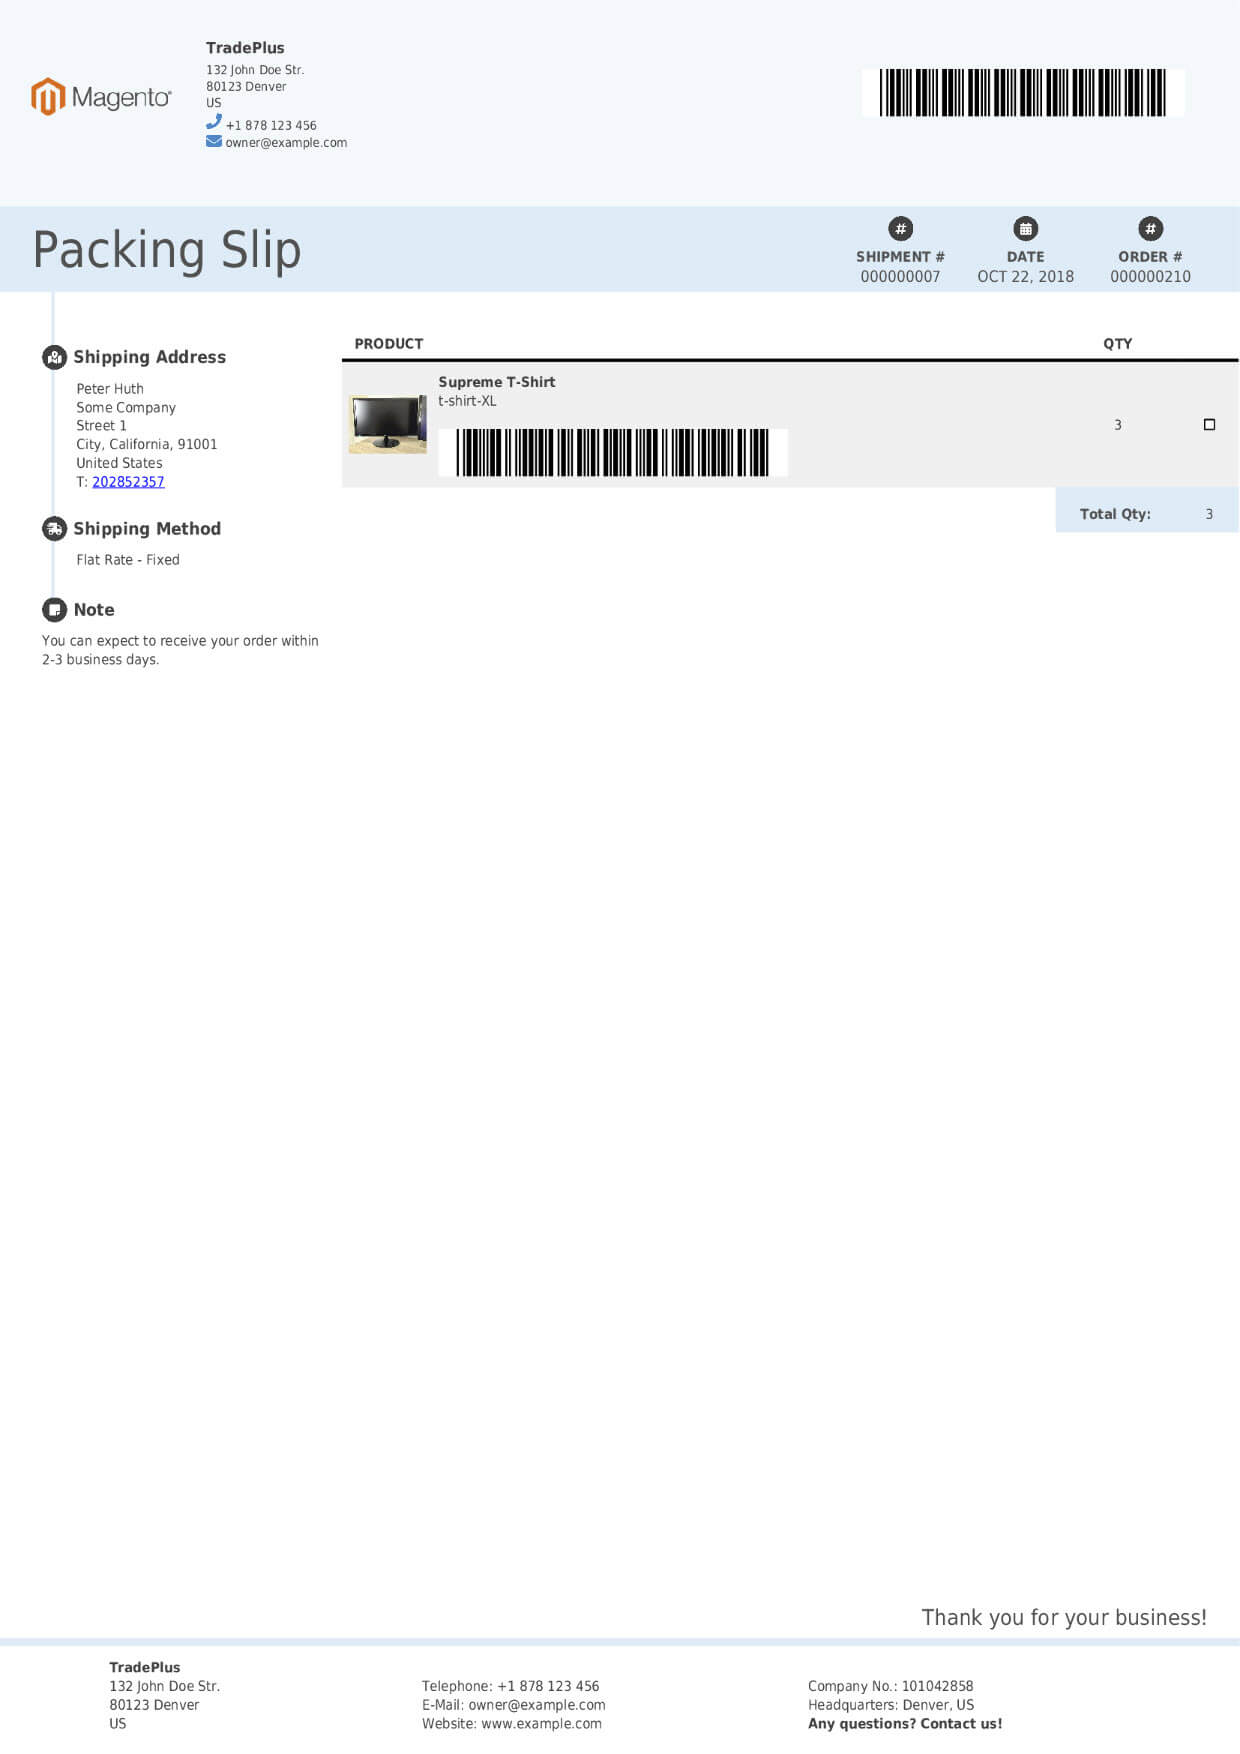 TradePlus
132 John Doe Str.
80123 Denver
US
+1 878 123 456
owner@example.com
Magento®
Packing Slip
SHIPMENT #
000000007
DATE
OCT 22, 2018
ORDER #
000000210
Shipping Address
Peter Huth
Some Company
Street 1
City, California, 91001
United States
T: 202852357
Shipping Method
Flat Rate - Fixed
Note
You can expect to receive your order within
2-3 business days.
PRODUCT QTY
Supreme T-Shirt
t-shirt-XL
3
Total Qty: 3
Thank you for your business!
TradePlus
132 John Doe Str.
80123 Denver
US
Telephone: +1 878 123 456
E-Mail: owner@example.com
Website: www.example.com
Company No.: 101042858
Headquarters: Denver, US
Any questions? Contact us!